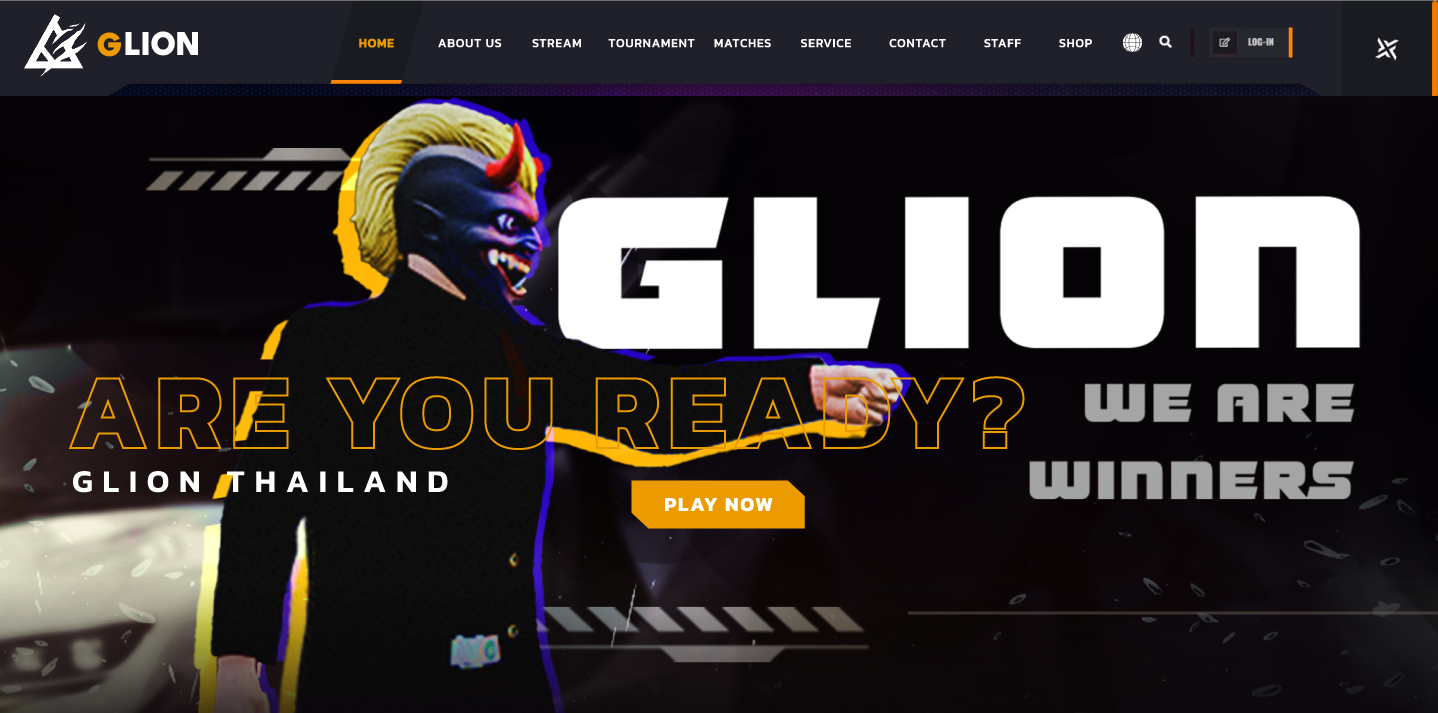 GLION
HOME ABOUT US STREAM TOURNAMENT MATCHES SERVICE CONTACT STAFF SHOP LOG-IN
GLION
ARE YOU READY?
WE ARE
WINNERS
GLION THAILAND
PLAY NOW